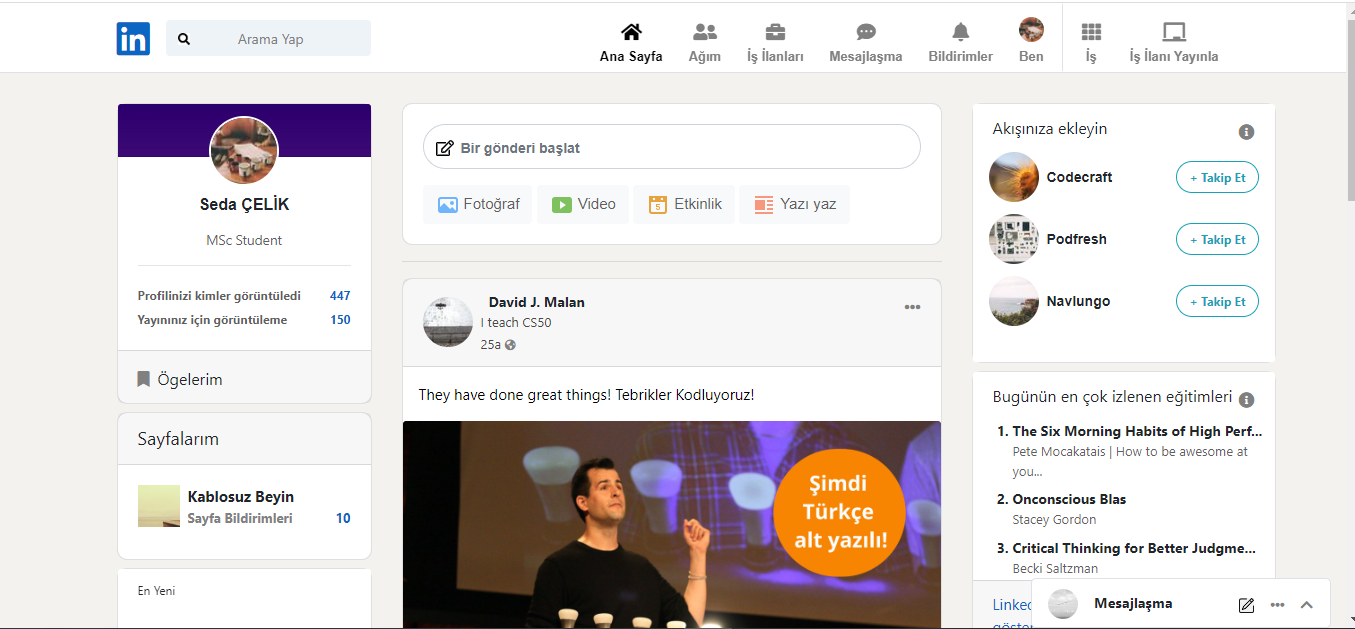 in
Arama Yap
Ana Sayfa
Ağım
İş İlanları
Mesajlaşma
Bildirimler
Ben
İş
İş İlanı Yayınla
Seda ÇELİK
MSc Student
Profilinizi kimler görüntüledi 447
Yayınınız için görüntüleme 150
Ögelerim
Sayfalarım
Kablosuz Beyin
Sayfa Bildirimleri 10
En Yeni
Bir gönderi başlat
Fotoğraf
Video
5
Etkinlik
Yazı yaz
David J. Malan
I teach CS50
25a
They have done great things! Tebrikler Kodluyoruz!
Şimdi
Türkçe
alt yazılı!
Akışınıza ekleyin
Codecraft
+ Takip Et
Podfresh
+ Takip Et
Navlungo
+ Takip Et
Bugünün en çok izlenen eğitimleri
1. The Six Morning Habits of High Perf...
Pete Mocakatais | How to be awesome at
you...
2. Onconscious Blas
Stacey Gordon
3. Critical Thinking for Better Judgme...
Becki Saltzman
Mesajlaşma